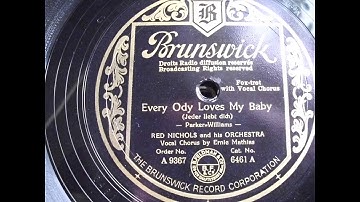 B
Brunswick
Droits Radio diffusion reservés
Broadcasting Rights reserved
Fox-trot
with Vocal Chorus
Every Ody Loves My Baby
(Jeder liebt dich)
— Parker-Williams —
RED NICHOLS and his ORCHESTRA
Vocal Chorus by Ernie Mathias
Order No.
A 9367
Cat. No.
6461 A
THE BRUNSWICK RECORD CORPORATION